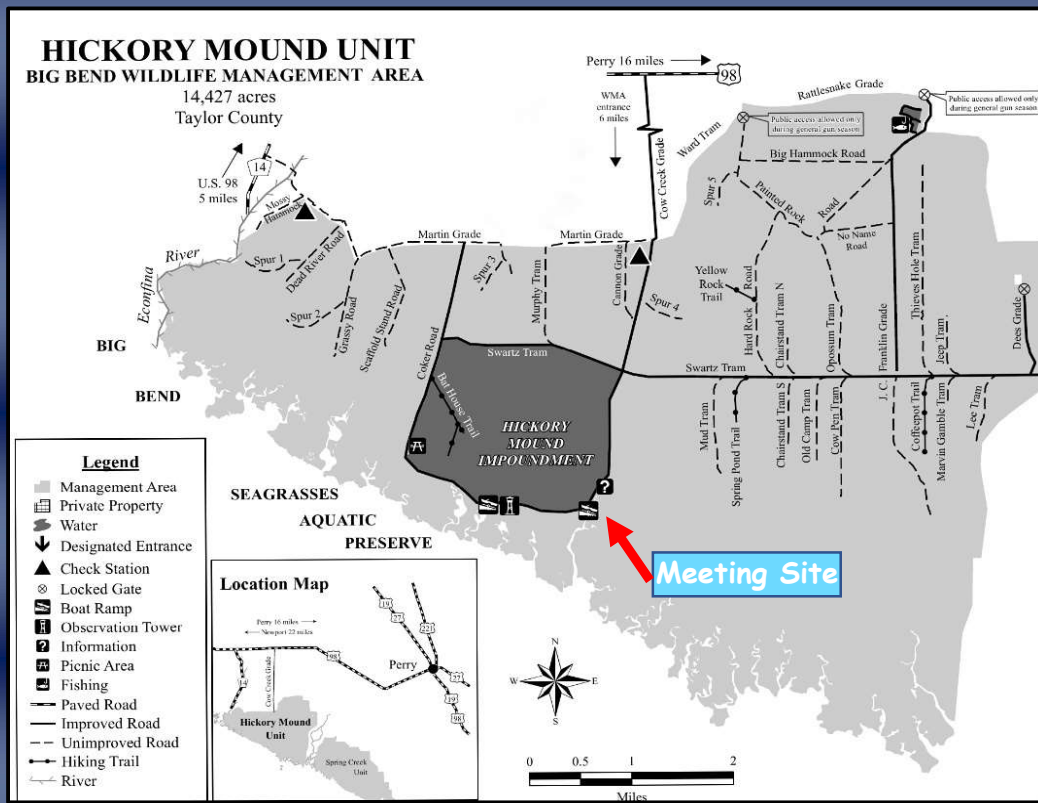 HICKORY MOUND UNIT
BIG BEND WILDLIFE MANAGEMENT AREA
14,427 acres
Taylor County
Perry 16 miles
98
WMA
entrance
6 miles
Cow Creek Grade
Rattlesnake Grade
Public access allowed only
during general gun season
Public access allowed only
during general gun season
Ward Tram
Big Hammock Road
14
U.S. 98
5 miles
Mosay
Hammock
Econfina River
Spur 1
Dead River Road
Spur 2
Grassy Road
Scaffold Stand Road
Martin Grade
Coker Road
Spur 3
Murphy Tram
Martin Grade
Cannon Grade
Spur 4
Spur 5
Painted Rock
Road
No Name
Road
Yellow
Rock
Trail
Hard Rock Road
Chairstand Tram N
Opossum Tram
J. C. Franklin Grade
Thieves Hole Tram
Jeep Tram
Dees Grade
BIG
BEND
Swartz Tram
Swartz Tram
Bat House Trail
HICKORY
MOUND
IMPOUNDMENT
Mud Tram
Spring Pond Trail
Chairstand Tram S
Old Camp Tram
Cow Pen Tram
Coffeepot Trail
Marvin Gamble Tram
Lee Tram
?
SEAGRASSES
AQUATIC
PRESERVE
Meeting Site
Legend
Management Area
Private Property
Water
Designated Entrance
Check Station
Locked Gate
Boat Ramp
Observation Tower
? Information
Picnic Area
Fishing
Paved Road
Improved Road
Unimproved Road
Hiking Trail
River
Location Map
Perry 16 miles
Newport 22 miles
19
27
221
98
Perry
27
19
98
14
Cow Creek Grade
Hickory Mound
Unit
Spring Creek
Unit
N
W E
S
0 0.5 1 2
Miles